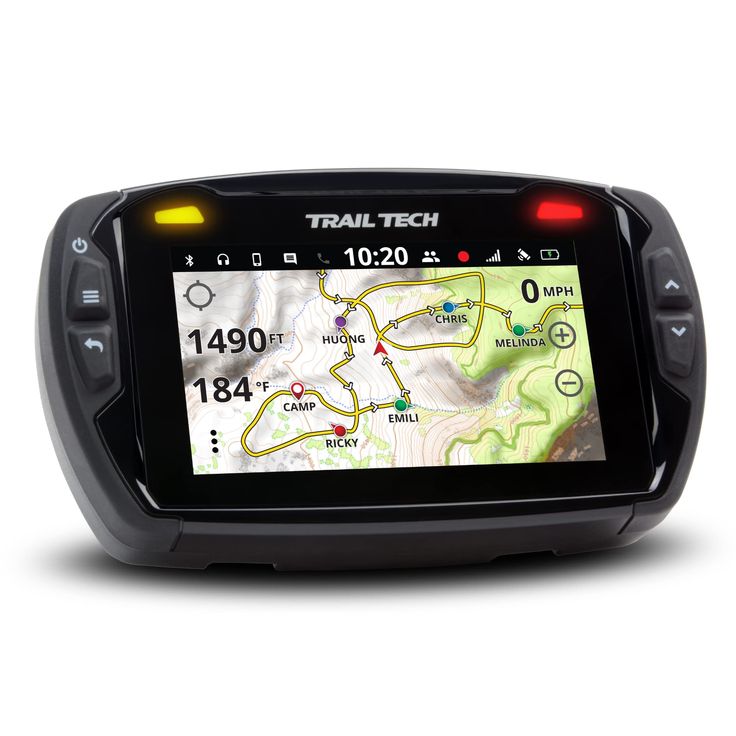 TRAIL TECH
10:20
0 MPH
CHRIS
1490 FT
HUONG
MELINDA
184 °F
CAMP
EMILI
RICKY